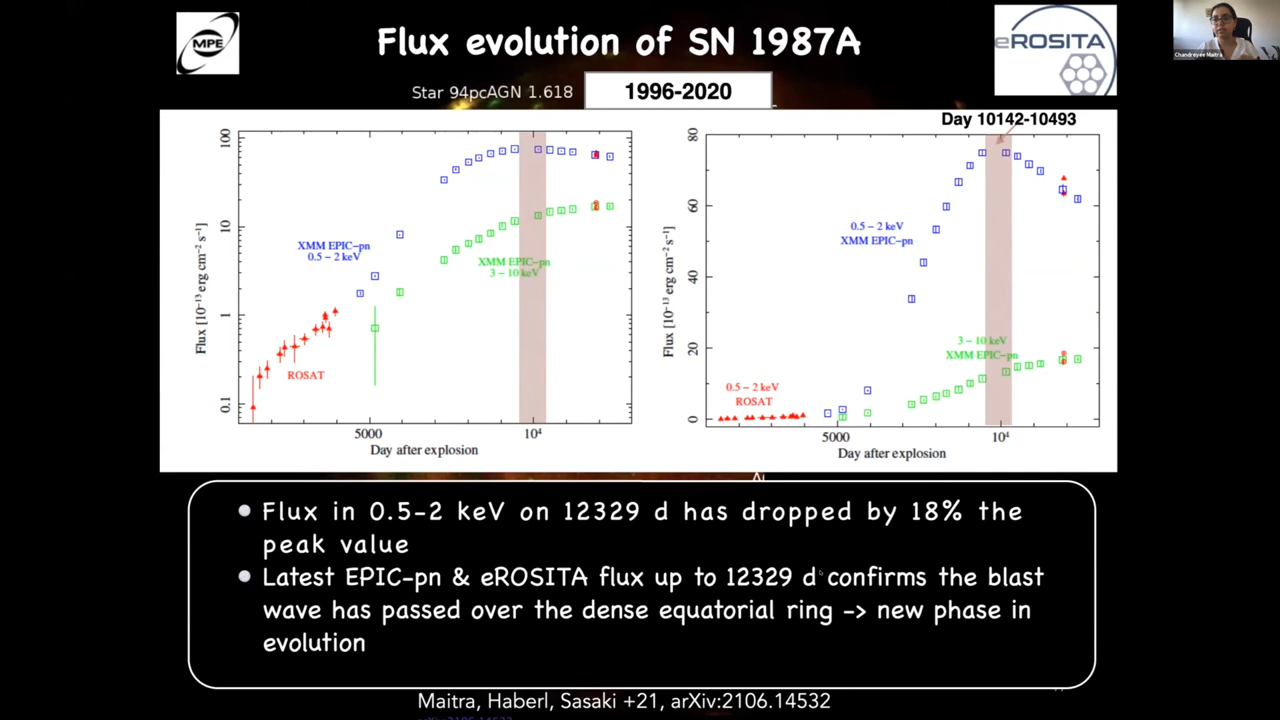 MPE
Flux evolution of SN 1987A
eROSITA
Chandreyee Maitra
Star 94pcAGN 1.618
1996-2020
Day 10142-10493
100
10
1
0.1
Flux [10⁻¹³ erg cm⁻² s⁻¹]
XMM EPIC-pn
0.5 − 2 keV
XMM EPIC-pn
3 − 10 keV
ROSAT
5000
10⁴
Day after explosion
80
60
40
20
0
Flux [10⁻¹³ erg cm⁻² s⁻¹]
0.5 − 2 keV
XMM EPIC-pn
3 − 10 keV
XMM EPIC-pn
0.5 − 2 keV
ROSAT
5000
10⁴
Day after explosion
Flux in 0.5–2 keV on 12329 d has dropped by 18% the
peak value
Latest EPIC-pn & eROSITA flux up to 12329 d confirms the blast
wave has passed over the dense equatorial ring -> new phase in
evolution
Maitra, Haberl, Sasaki +21, arXiv:2106.14532